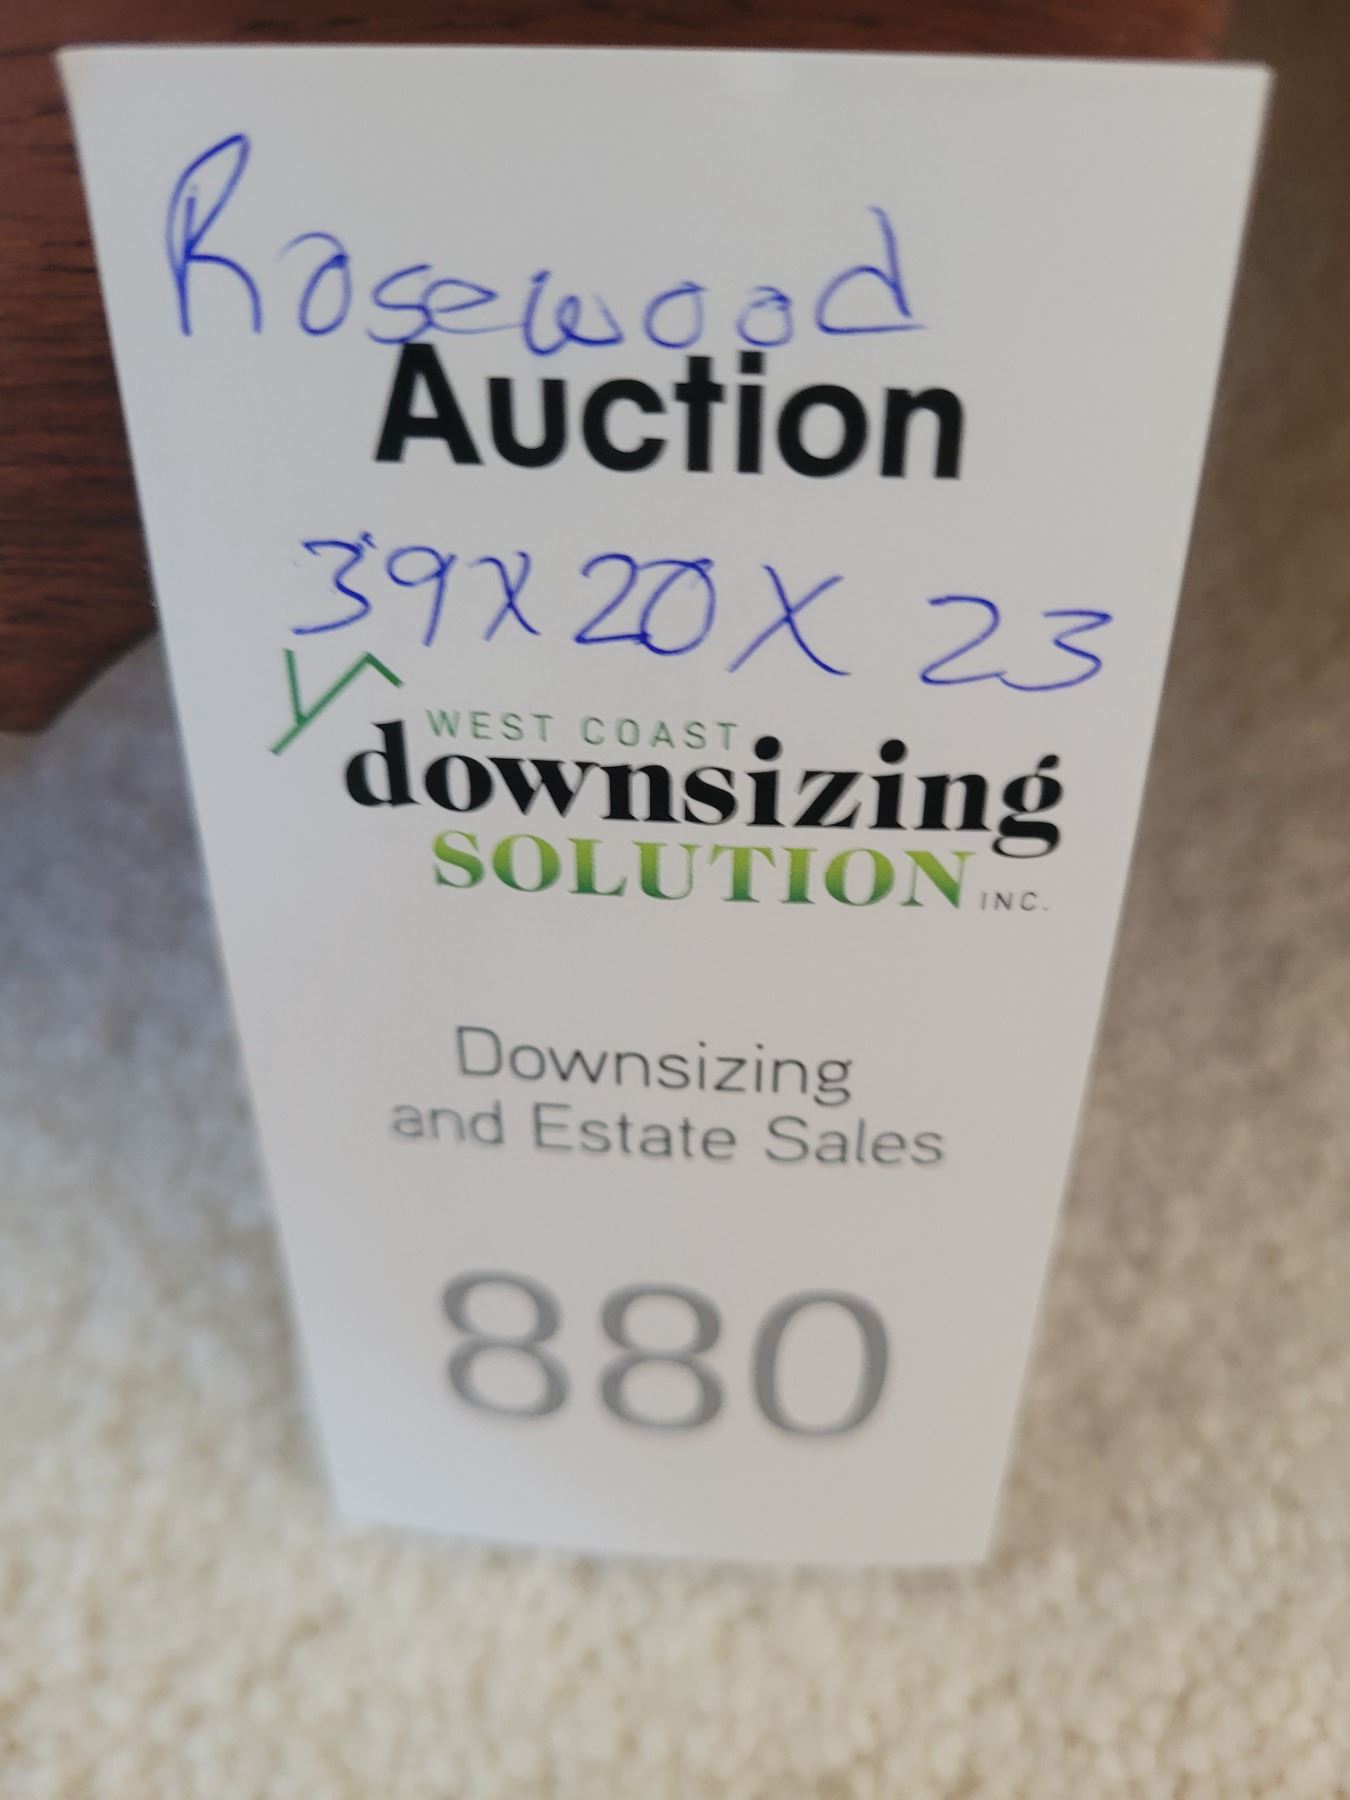 Rosewood
Auction
39X20X23
WEST COAST
downsizing
SOLUTION INC.
Downsizing
and Estate Sales
880